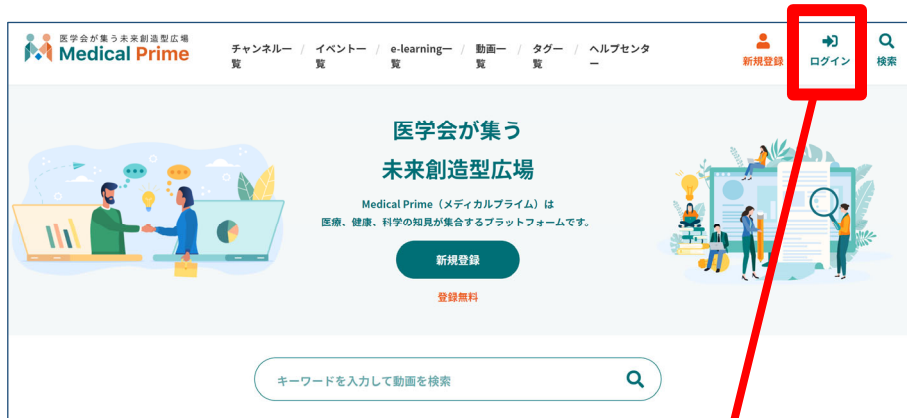 医学会が集う未来創造型広場
Medical Prime
チャンネル一覧 / イベント一覧 / e-learning一覧 / 動画一覧 / タグ一覧 / ヘルプセンター
新規登録
ログイン
検索
医学会が集う
未来創造型広場
Medical Prime（メディカルプライム）は
医療、健康、科学の知見が集合するプラットフォームです。
新規登録
登録無料
キーワードを入力して動画を検索